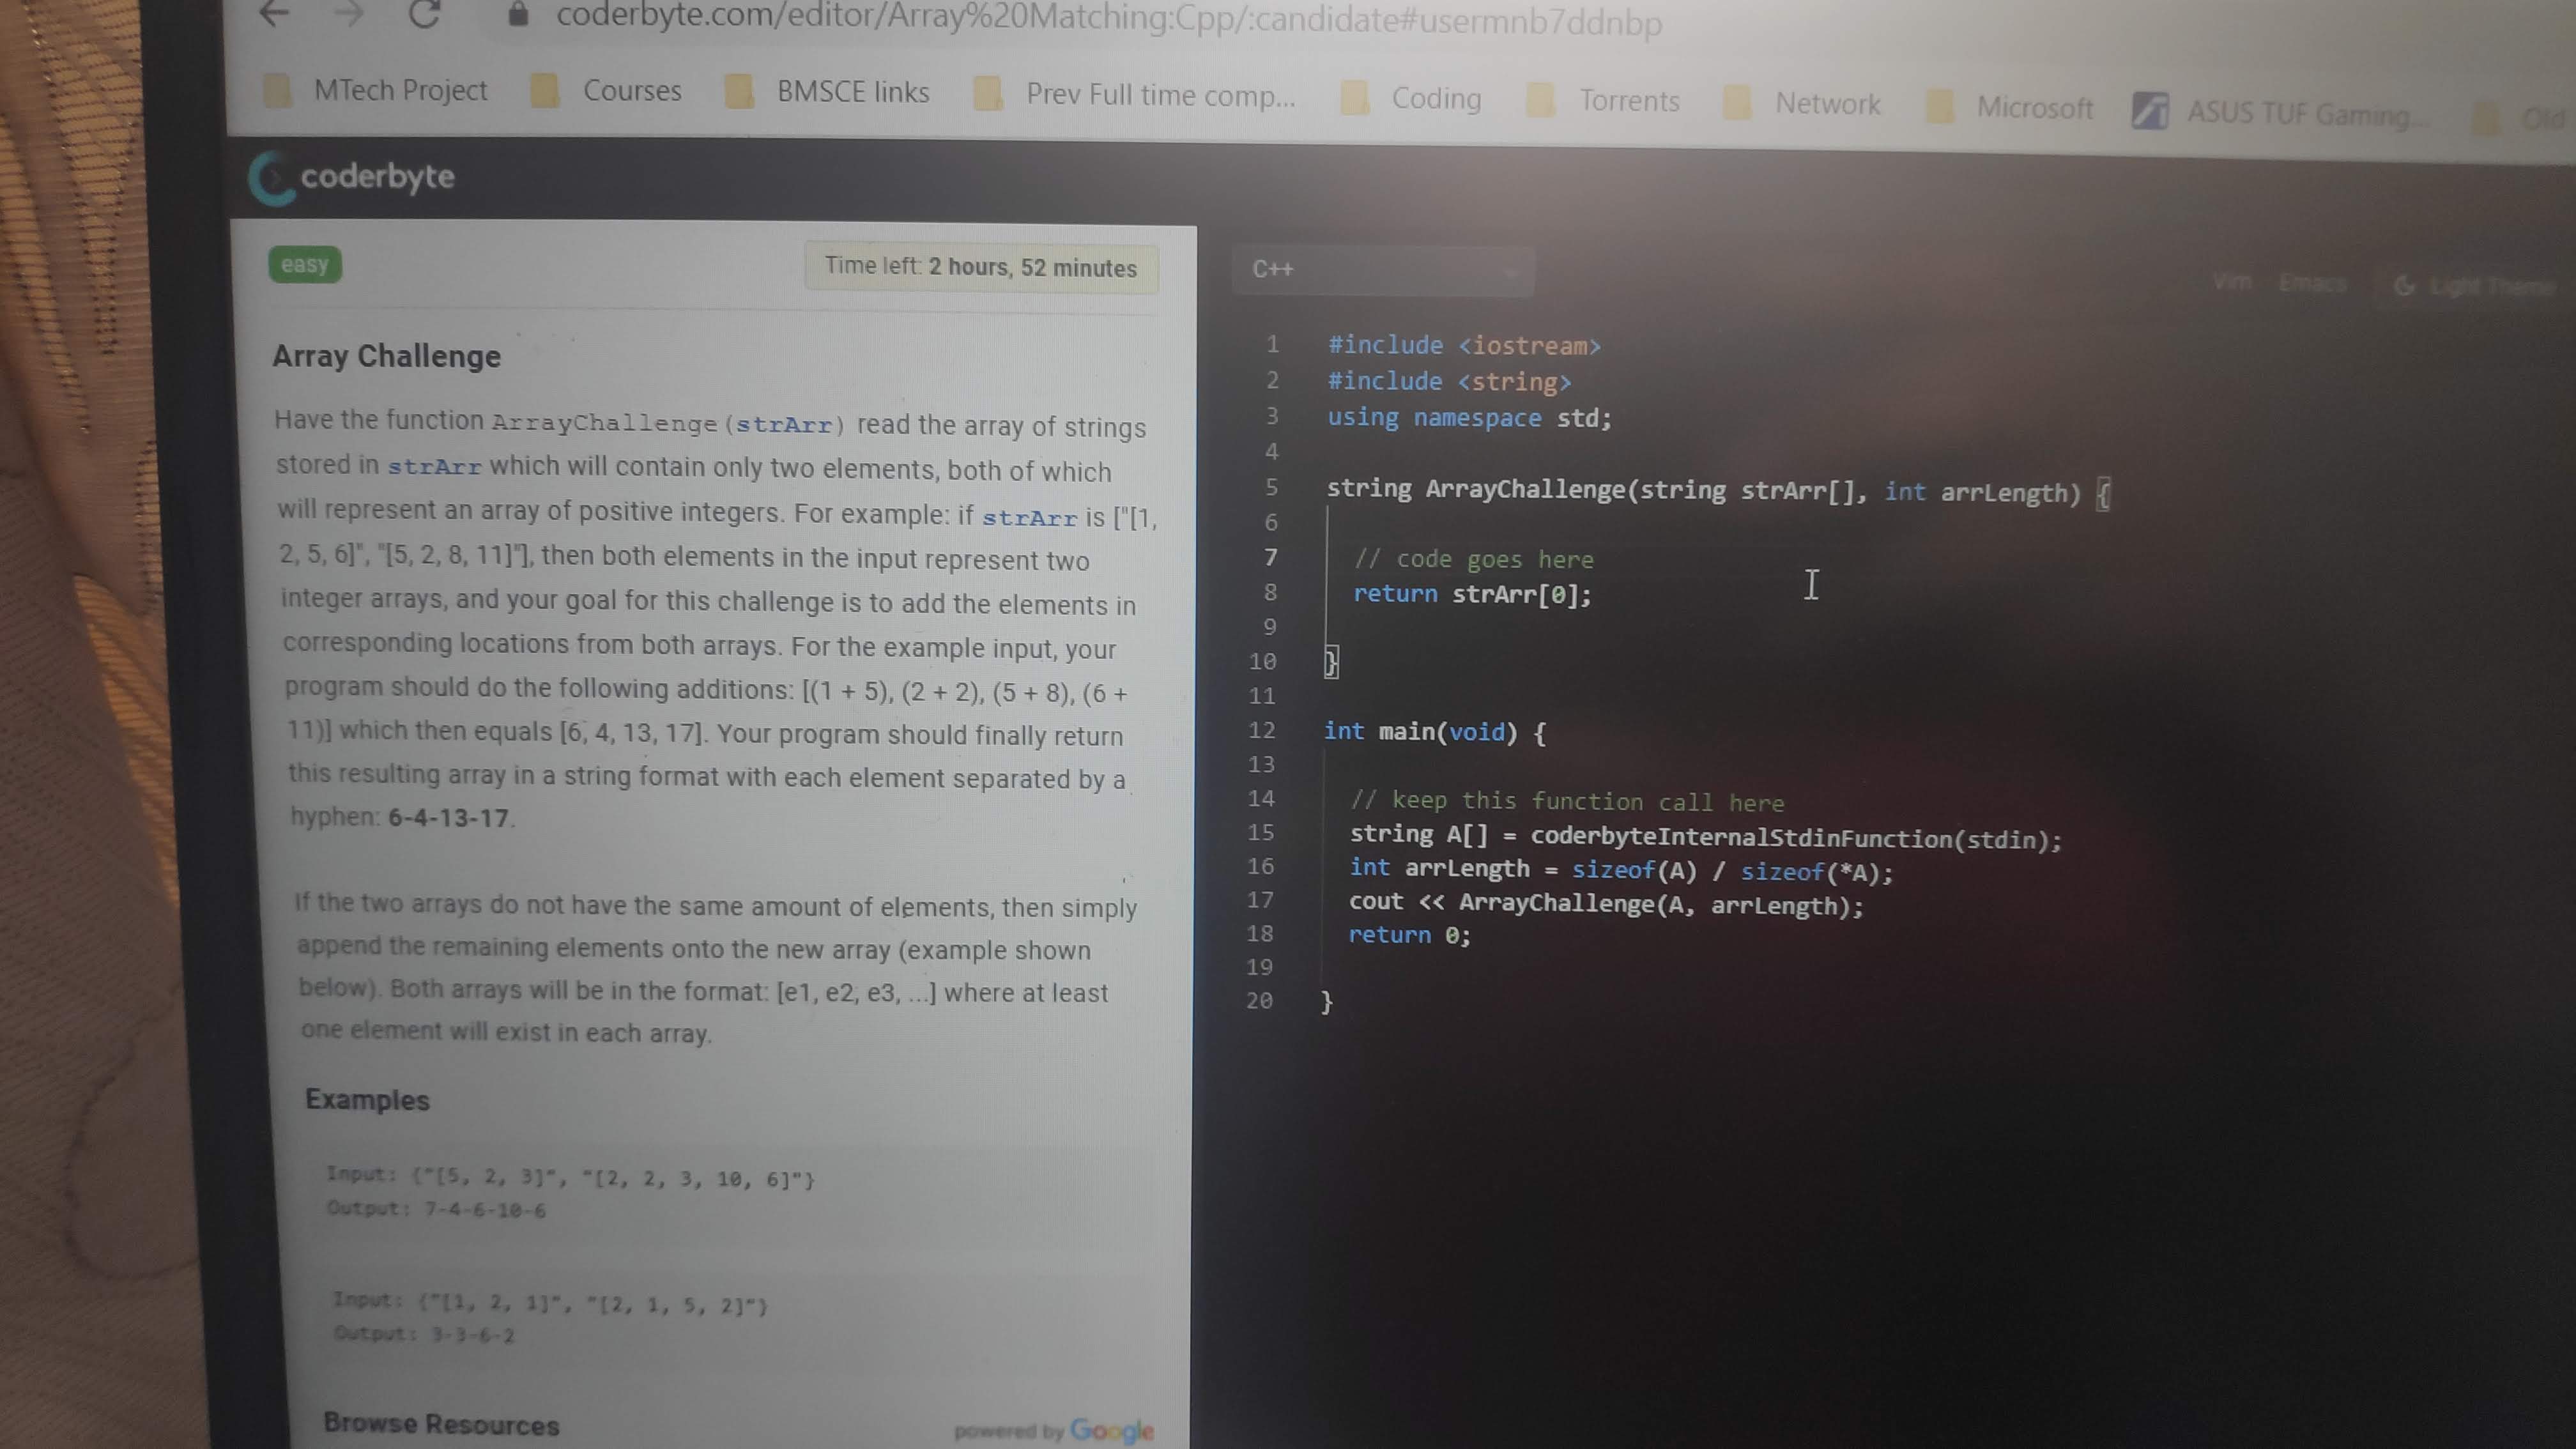 coderbyte.com/editor/Array%20Matching:Cpp/:candidate#usermnb7ddnbp
MTech Project Courses BMSCE links Prev Full time comp... Coding Torrents Network Microsoft ASUS TUF Gaming... Old
coderbyte
easy
Time left: 2 hours, 52 minutes
Array Challenge
Have the function ArrayChallenge(strArr) read the array of strings
stored in strArr which will contain only two elements, both of which
will represent an array of positive integers. For example: if strArr is ["[1,
2, 5, 6]", "[5, 2, 8, 11]"], then both elements in the input represent two
integer arrays, and your goal for this challenge is to add the elements in
corresponding locations from both arrays. For the example input, your
program should do the following additions: [(1 + 5), (2 + 2), (5 + 8), (6 +
11)] which then equals [6, 4, 13, 17]. Your program should finally return
this resulting array in a string format with each element separated by a
hyphen: 6-4-13-17.
If the two arrays do not have the same amount of elements, then simply
append the remaining elements onto the new array (example shown
below). Both arrays will be in the format: [e1, e2, e3, ...] where at least
one element will exist in each array.
Examples
Input: {"[5, 2, 3]", "[2, 2, 3, 10, 6]"}
Output: 7-4-6-10-6
Input: {"[1, 2, 1]", "[2, 1, 5, 2]"}
Output: 3-3-6-2
Browse Resources
powered by Google
C++
Vim Emacs Light Theme
1 #include <iostream>
2 #include <string>
3 using namespace std;
4
5 string ArrayChallenge(string strArr[], int arrLength) {
6
7 // code goes here
8 return strArr[0];
9
10 }
11
12 int main(void) {
13
14 // keep this function call here
15 string A[] = coderbyteInternalStdinFunction(stdin);
16 int arrLength = sizeof(A) / sizeof(*A);
17 cout << ArrayChallenge(A, arrLength);
18 return 0;
19
20 }